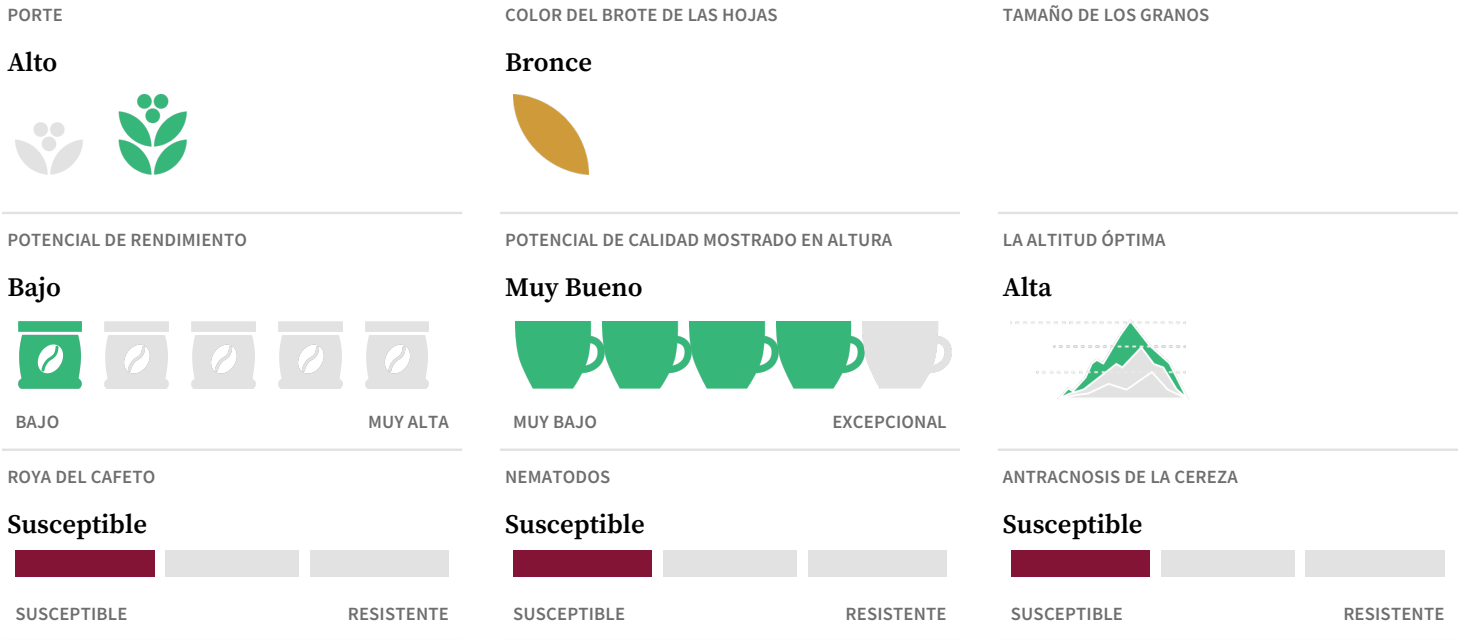 PORTE
Alto
COLOR DEL BROTE DE LAS HOJAS
Bronce
TAMAÑO DE LOS GRANOS
POTENCIAL DE RENDIMIENTO
Bajo
BAJO
MUY ALTA
POTENCIAL DE CALIDAD MOSTRADO EN ALTURA
Muy Bueno
MUY BAJO
EXCEPCIONAL
LA ALTITUD ÓPTIMA
Alta
ROYA DEL CAFETO
Susceptible
SUSCEPTIBLE
RESISTENTE
NEMATODOS
Susceptible
SUSCEPTIBLE
RESISTENTE
ANTRACNOSIS DE LA CEREZA
Susceptible
SUSCEPTIBLE
RESISTENTE